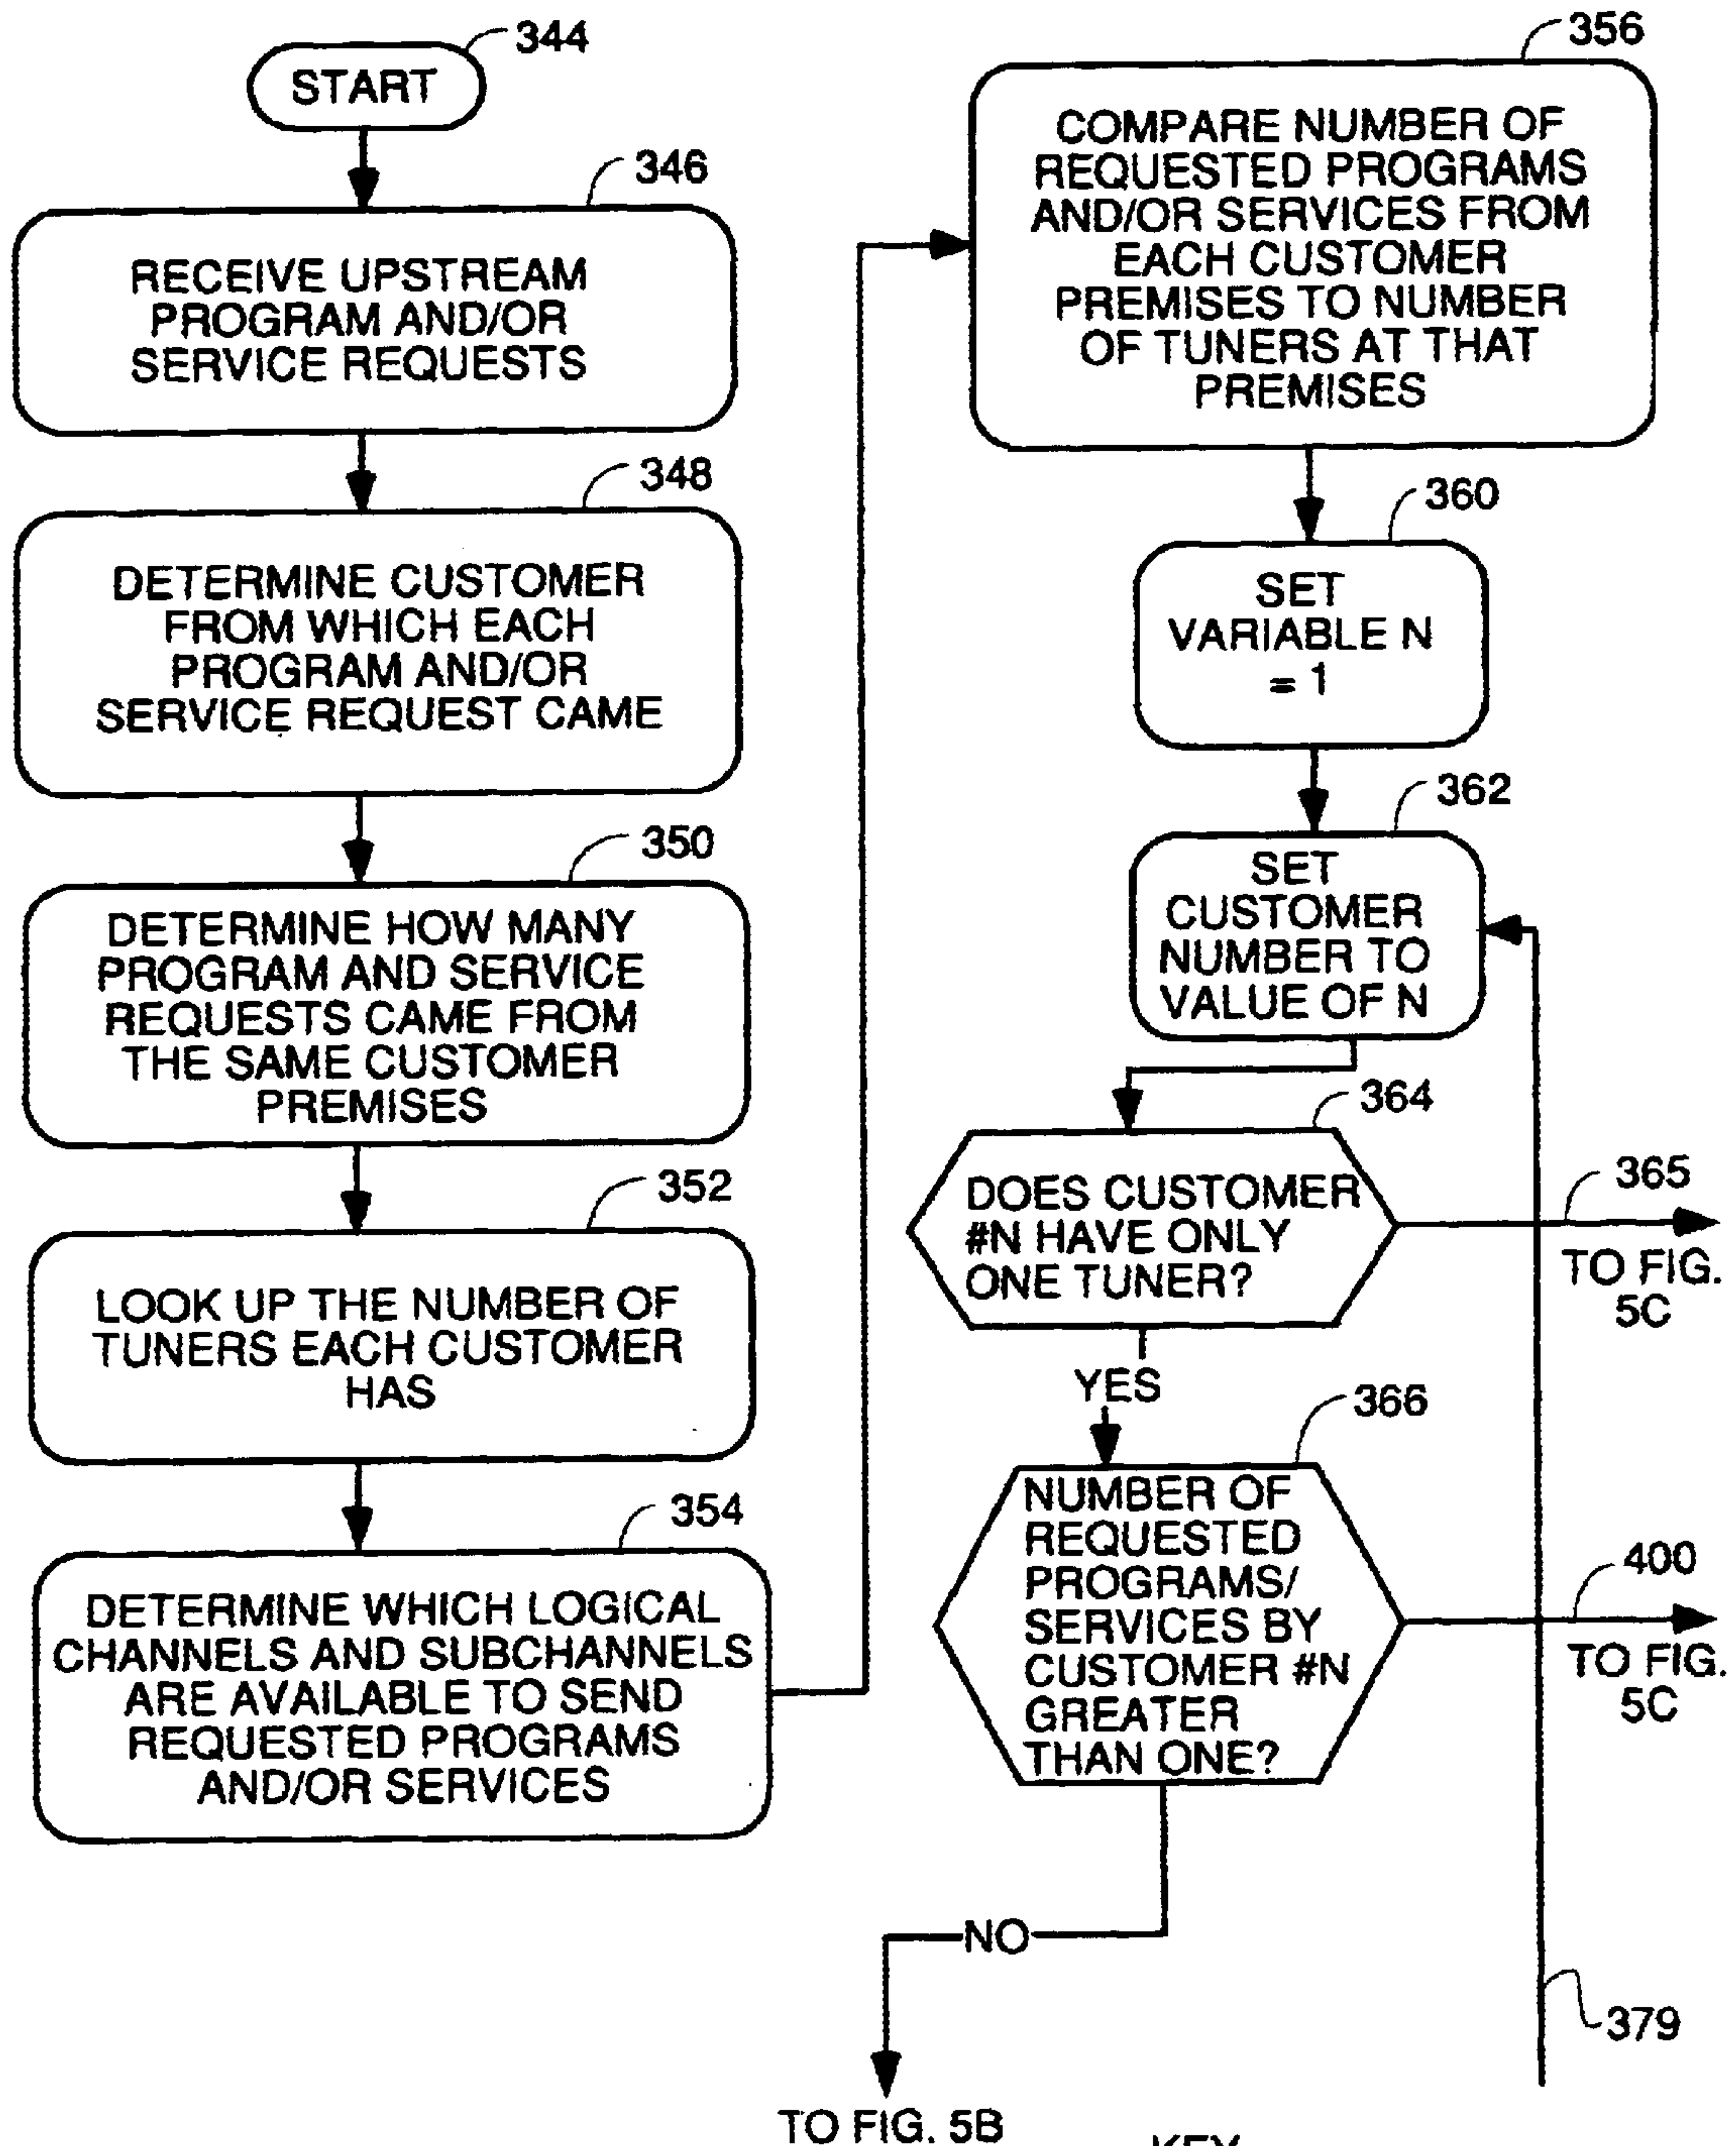 344
START
346
RECEIVE UPSTREAM
PROGRAM AND/OR
SERVICE REQUESTS
348
DETERMINE CUSTOMER
FROM WHICH EACH
PROGRAM AND/OR
SERVICE REQUEST CAME
350
DETERMINE HOW MANY
PROGRAM AND SERVICE
REQUESTS CAME FROM
THE SAME CUSTOMER
PREMISES
352
LOOK UP THE NUMBER OF
TUNERS EACH CUSTOMER
HAS
354
DETERMINE WHICH LOGICAL
CHANNELS AND SUBCHANNELS
ARE AVAILABLE TO SEND
REQUESTED PROGRAMS
AND/OR SERVICES
356
COMPARE NUMBER OF
REQUESTED PROGRAMS
AND/OR SERVICES FROM
EACH CUSTOMER
PREMISES TO NUMBER
OF TUNERS AT THAT
PREMISES
360
SET
VARIABLE N
= 1
362
SET
CUSTOMER
NUMBER TO
VALUE OF N
364
DOES CUSTOMER
#N HAVE ONLY
ONE TUNER?
365
TO FIG.
5C
YES
366
NUMBER OF
REQUESTED
PROGRAMS/
SERVICES BY
CUSTOMER #N
GREATER
THAN ONE?
400
TO FIG.
5C
NO
379
TO FIG. 5B
KEY